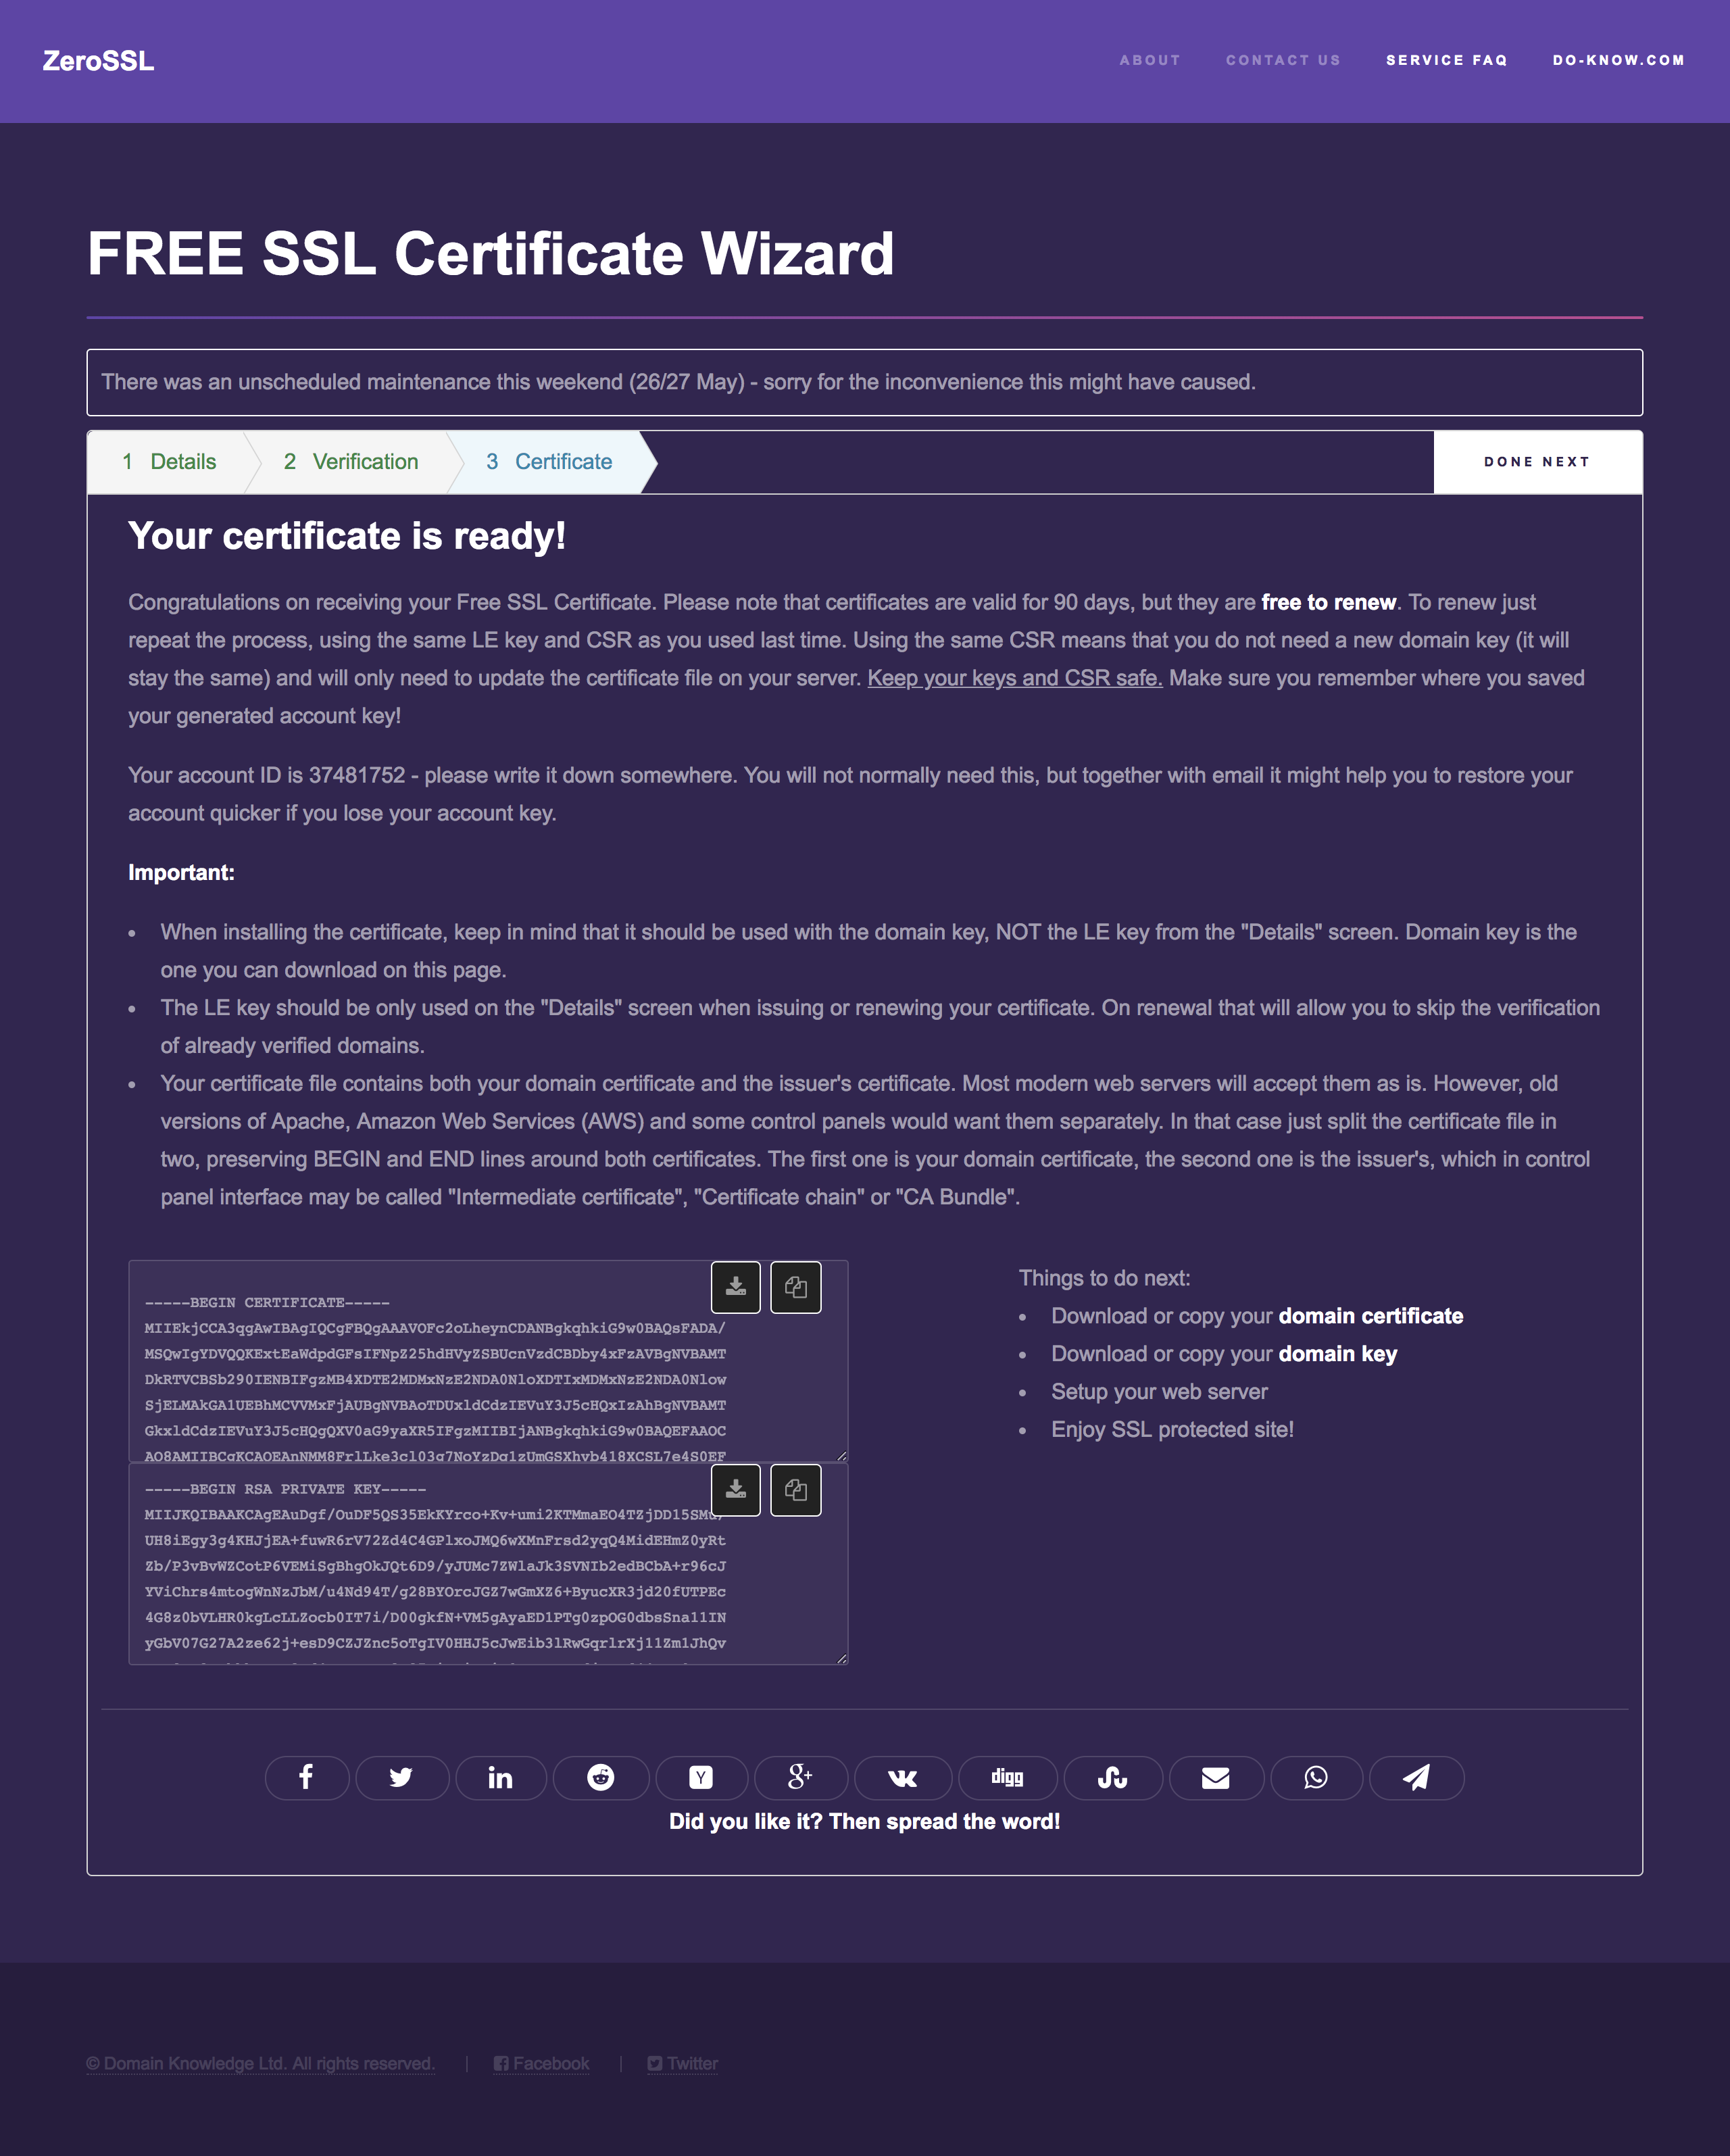 ZeroSSL
ABOUT
CONTACT US
SERVICE FAQ
DO-KNOW.COM
FREE SSL Certificate Wizard
There was an unscheduled maintenance this weekend (26/27 May) - sorry for the inconvenience this might have caused.
1 Details
2 Verification
3 Certificate
DONE NEXT
Your certificate is ready!
Congratulations on receiving your Free SSL Certificate. Please note that certificates are valid for 90 days, but they are free to renew. To renew just
repeat the process, using the same LE key and CSR as you used last time. Using the same CSR means that you do not need a new domain key (it will
stay the same) and will only need to update the certificate file on your server. Keep your keys and CSR safe. Make sure you remember where you saved
your generated account key!
Your account ID is 37481752 - please write it down somewhere. You will not normally need this, but together with email it might help you to restore your
account quicker if you lose your account key.
Important:
• When installing the certificate, keep in mind that it should be used with the domain key, NOT the LE key from the "Details" screen. Domain key is the
one you can download on this page.
• The LE key should be only used on the "Details" screen when issuing or renewing your certificate. On renewal that will allow you to skip the verification
of already verified domains.
• Your certificate file contains both your domain certificate and the issuer's certificate. Most modern web servers will accept them as is. However, old
versions of Apache, Amazon Web Services (AWS) and some control panels would want them separately. In that case just split the certificate file in
two, preserving BEGIN and END lines around both certificates. The first one is your domain certificate, the second one is the issuer's, which in control
panel interface may be called "Intermediate certificate", "Certificate chain" or "CA Bundle".
-----BEGIN CERTIFICATE-----
MIIEkjCCA3qgAwIBAgIQCgFBQgAAAVOFc2oLheynCDANBgkqhkiG9w0BAQsFADA/
MSQwIgYDVQQKExtEaWdpdGFsIFNpZ25hdHVyZSBUcnVzdCBDby4xFzAVBgNVBAMT
DkRTVCBSb290IENBIFgzMB4XDTE2MDMxNzE2NDA0NloXDTIxMDMxNzE2NDA0Nlow
SjELMAkGA1UEBhMCVVMxFjAUBgNVBAoTDUxldCdzIEVuY3J5cHQxIzAhBgNVBAMT
GkxldCdzIEVuY3J5cHQgQXV0aG9yaXR5IFgzMIIBIjANBgkqhkiG9w0BAQEFAAOC
AQ8AMIIBCgKCAQEAnNMM8FrlLke3cl03g7NoYzDq1zUmGSXhvb418XCSL7e4S0EF
-----BEGIN RSA PRIVATE KEY-----
MIIJKQIBAAKCAgEAuDgf/OuDF5QS35EkKYrco+Kv+umi2KTMmaEO4TZjDD15SM
UH8iEgy3g4KHJjEA+fuwR6rV72Zd4C4GPlxoJMQ6wXMnFrsd2yqQ4MidEHmZ0yRt
Zb/P3vBvWZCotP6VEMiSgBhgOkJQt6D9/yJUMc7ZWlaJk3SVNIb2edBCbA+r96cJ
YViChrs4mtogWnNzJbM/u4Nd94T/g28BYOrcJGZ7wGmXZ6+ByucXR3jd20fUTPEc
4G8z0bVLHR0kgLcLLZocb0IT7i/D00gkfN+VM5gAyaED1PTg0zpOG0dbsSna11IN
yGbV07G27A2ze62j+esD9CZJZnc5oTgIV0HHJ5cJwEib3lRwGqrlrXj11Zm1JhQv
Things to do next:
• Download or copy your domain certificate
• Download or copy your domain key
• Setup your web server
• Enjoy SSL protected site!
digg
Did you like it? Then spread the word!
© Domain Knowledge Ltd. All rights reserved. | Facebook | Twitter